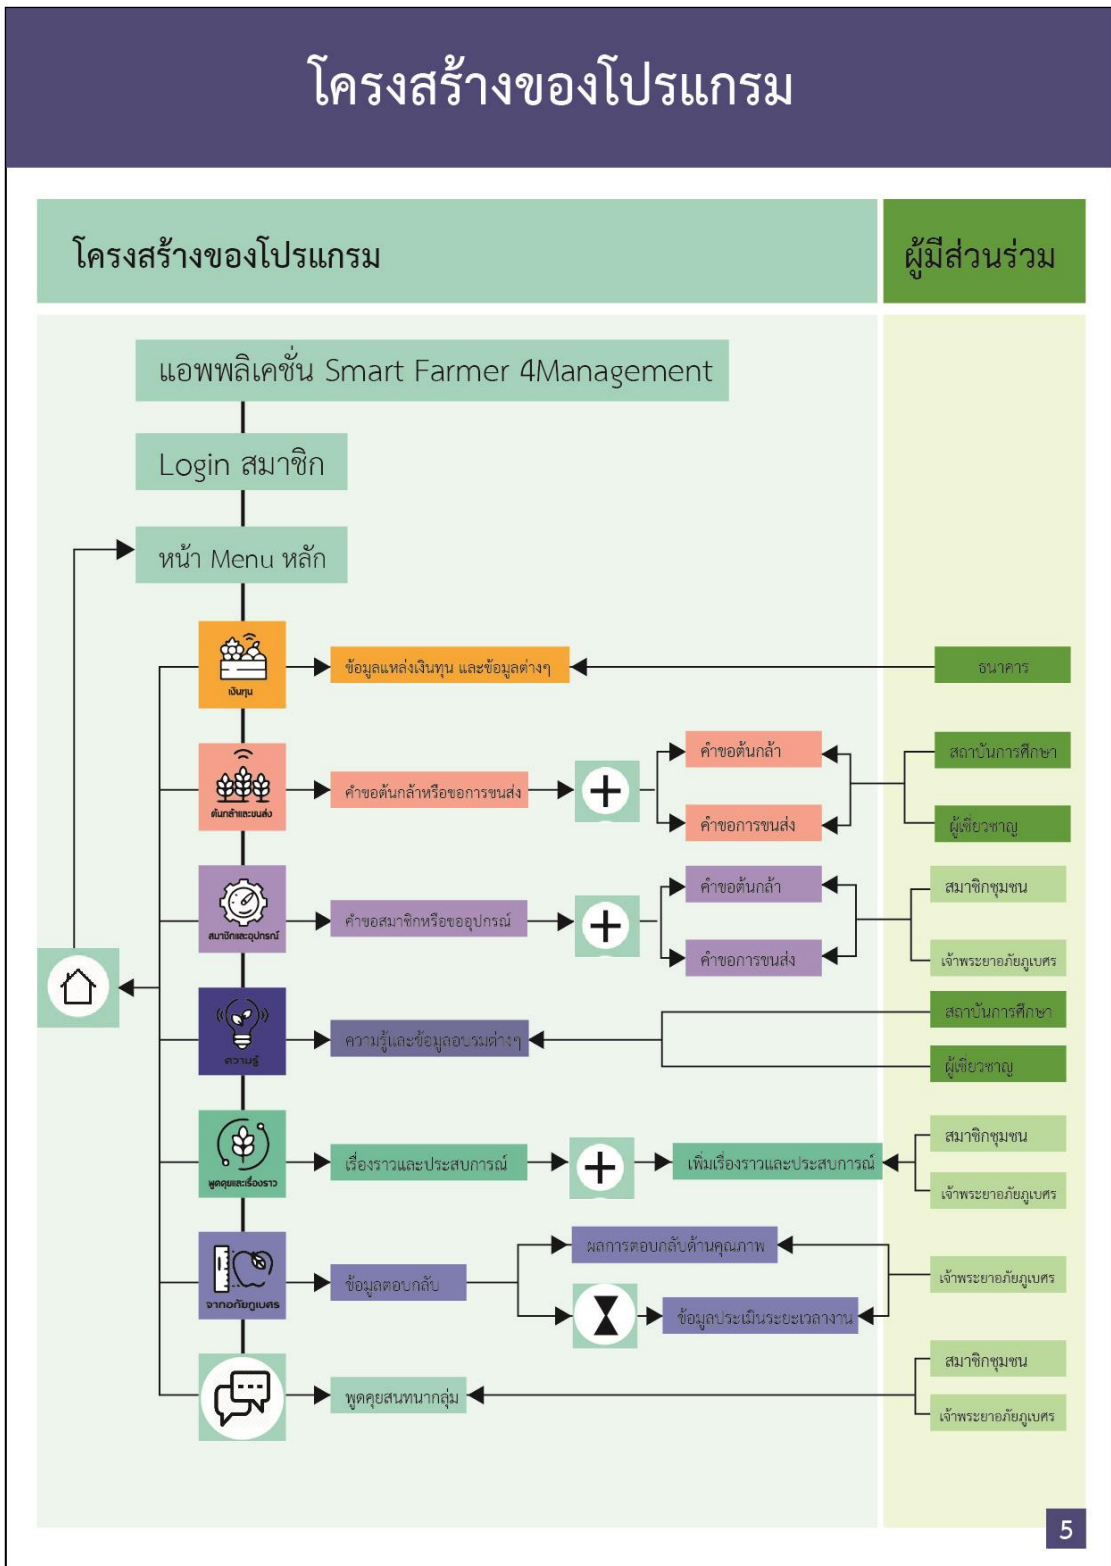 โครงสร้างของโปรแกรม
โครงสร้างของโปรแกรม
ผู้มีส่วนร่วม
แอพพลิเคชั่น Smart Farmer 4Management
Login สมาชิก
หน้า Menu หลัก
เงินทุน
ข้อมูลแหล่งเงินทุน และข้อมูลต่างๆ
ธนาคาร
ต้นกล้าและขนส่ง
คำขอต้นกล้าหรือขอการขนส่ง
คำขอต้นกล้า
คำขอการขนส่ง
สถาบันการศึกษา
ผู้เชี่ยวชาญ
สมาชิกและอุปกรณ์
คำขอสมาชิกหรือขออุปกรณ์
คำขอต้นกล้า
คำขอการขนส่ง
สมาชิกชุมชน
เจ้าพระยาอภัยภูเบศร
ความรู้
ความรู้และข้อมูลอบรมต่างๆ
สถาบันการศึกษา
ผู้เชี่ยวชาญ
พูดคุยและเรื่องราว
เรื่องราวและประสบการณ์
เพิ่มเรื่องราวและประสบการณ์
สมาชิกชุมชน
เจ้าพระยาอภัยภูเบศร
จากอภัยภูเบศร
ข้อมูลตอบกลับ
ผลการตอบกลับด้านคุณภาพ
ข้อมูลประเมินระยะเวลางาน
เจ้าพระยาอภัยภูเบศร
พูดคุยสนทนากลุ่ม
สมาชิกชุมชน
เจ้าพระยาอภัยภูเบศร
5